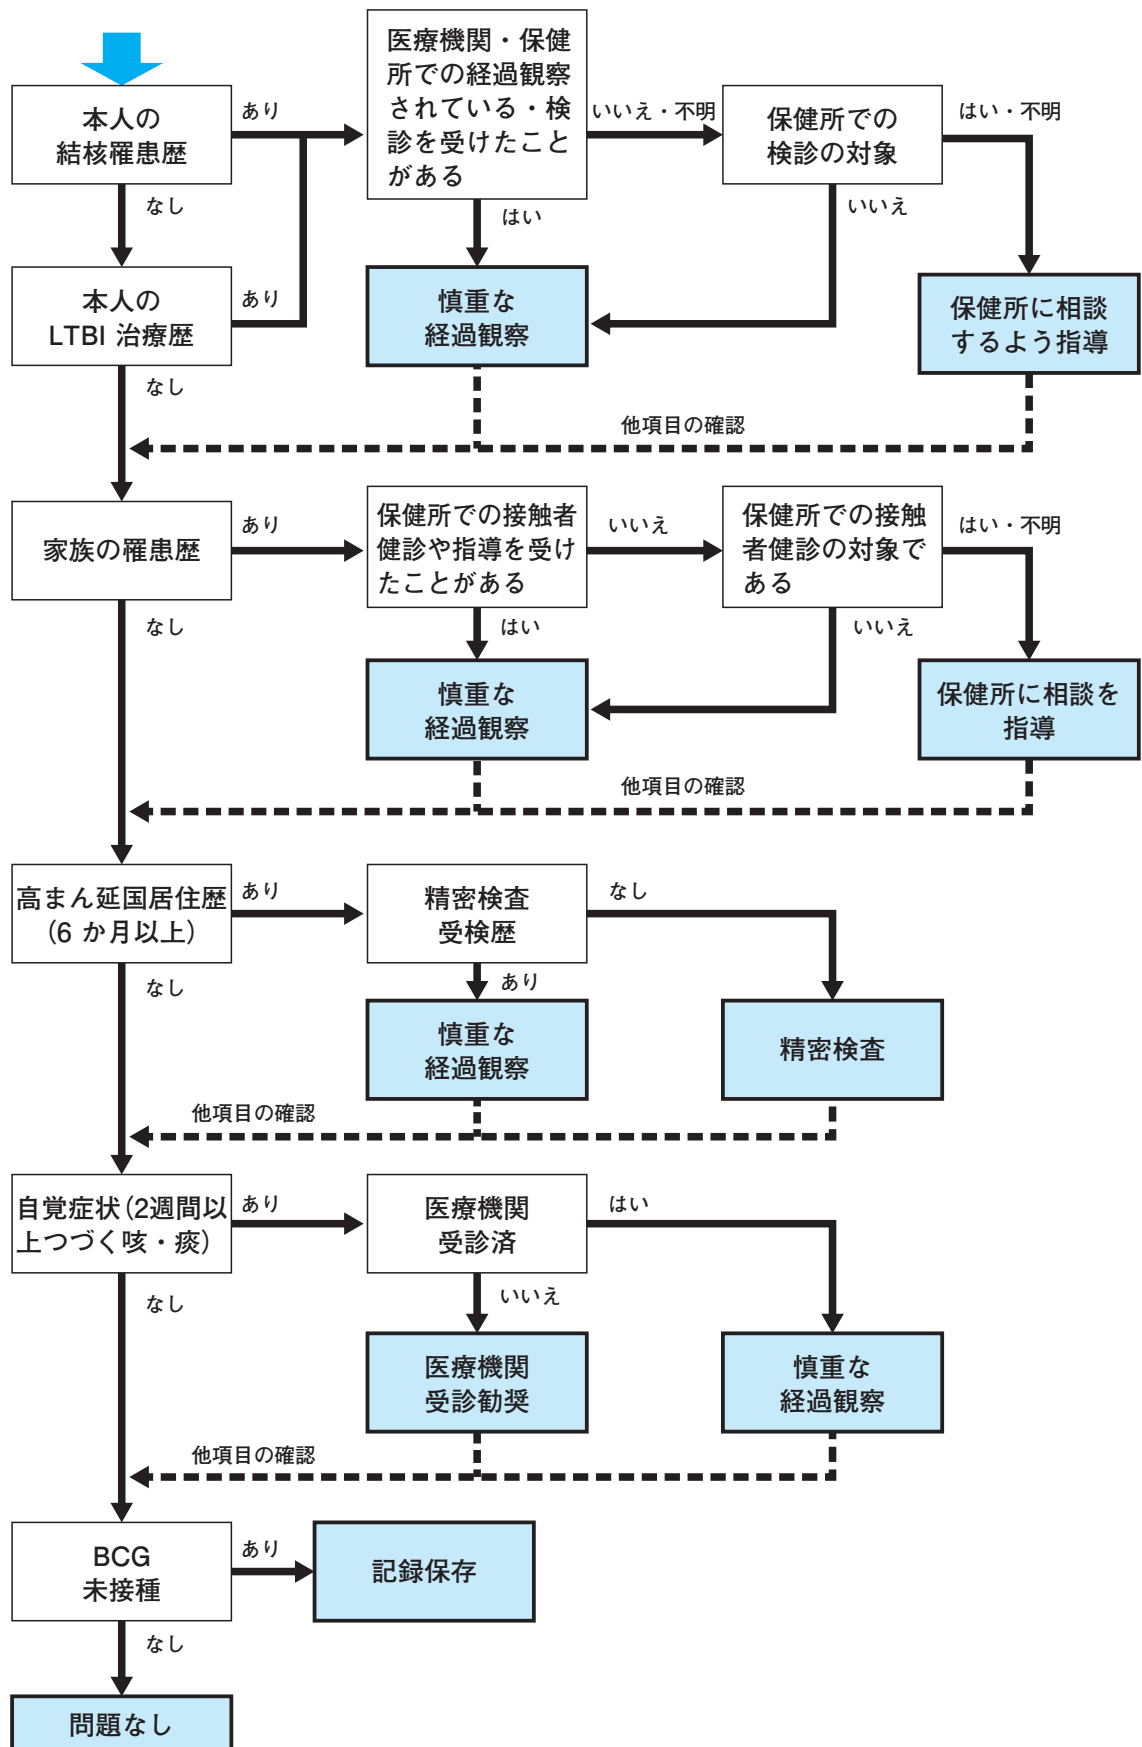 本人の
結核罹患歴
あり
医療機関・保健
所での経過観察
されている・検
診を受けたこと
がある
いいえ・不明
保健所での
検診の対象
はい・不明
なし
はい
いいえ
本人の
LTBI 治療歴
あり
慎重な
経過観察
保健所に相談
するよう指導
なし
他項目の確認
家族の罹患歴
あり
保健所での接触者
健診や指導を受け
たことがある
いいえ
保健所での接触
者健診の対象で
ある
はい・不明
なし
はい
いいえ
慎重な
経過観察
保健所に相談を
指導
他項目の確認
高まん延国居住歴
(6 か月以上)
あり
精密検査
受検歴
なし
なし
あり
慎重な
経過観察
精密検査
他項目の確認
自覚症状(2週間以
上つづく咳・痰)
あり
医療機関
受診済
はい
なし
いいえ
医療機関
受診勧奨
慎重な
経過観察
他項目の確認
BCG
未接種
あり
記録保存
なし
問題なし